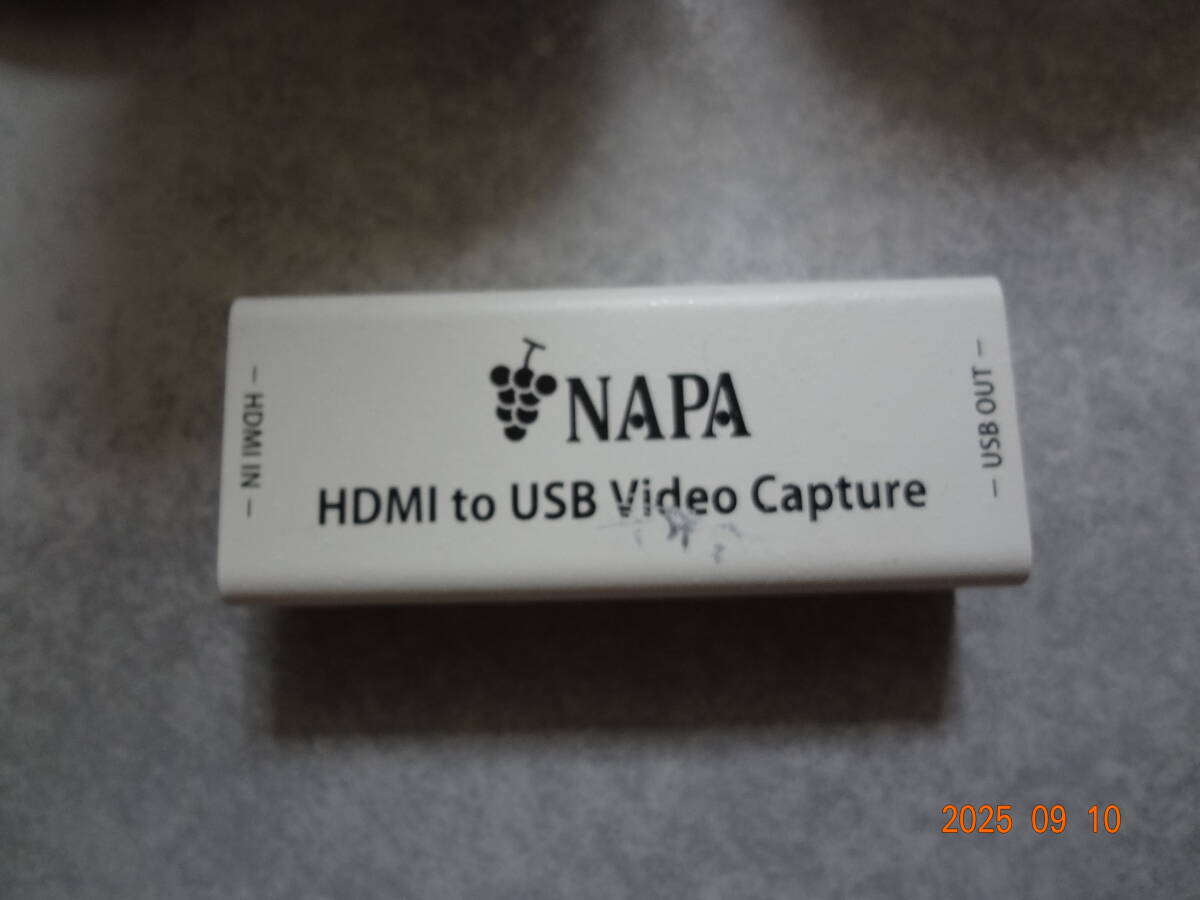 NAPA
HDMI to USB Video Capture
– HDMI IN –
– USB OUT –
2025 09 10